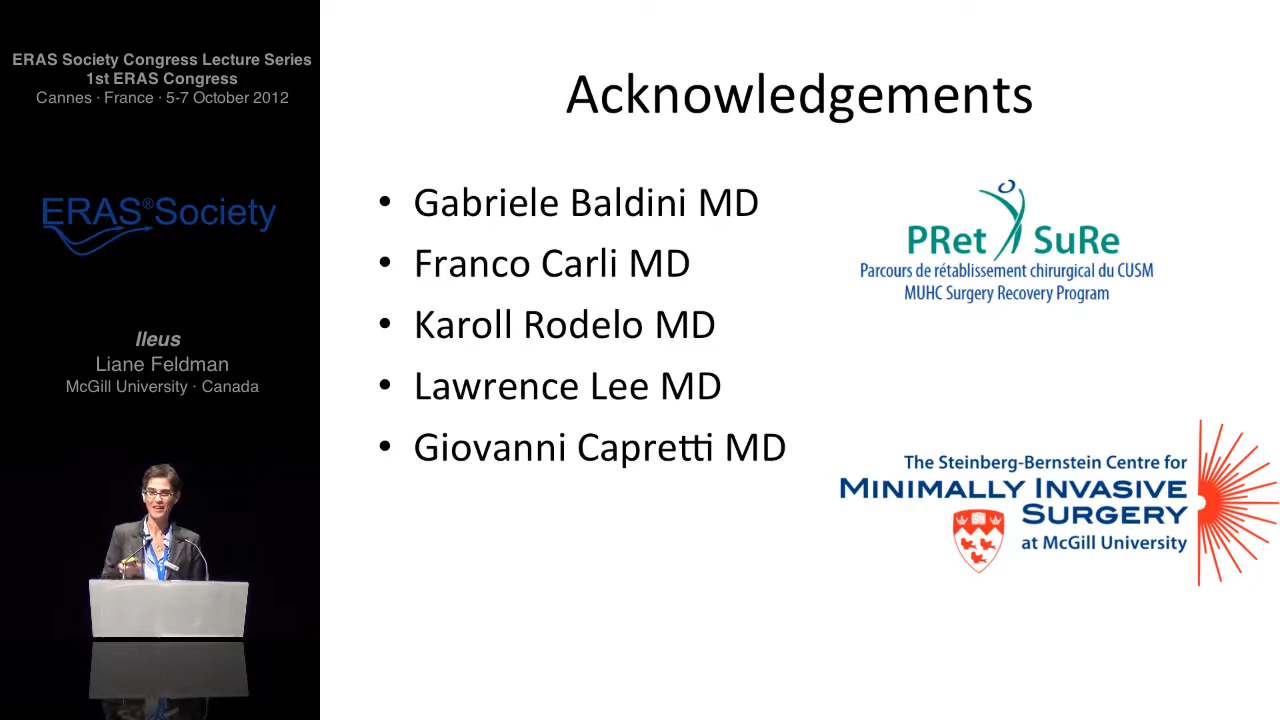 ERAS Society Congress Lecture Series
1st ERAS Congress
Cannes · France · 5-7 October 2012
ERAS®Society
Ileus
Liane Feldman
McGill University · Canada
Acknowledgements
• Gabriele Baldini MD
• Franco Carli MD
• Karoll Rodelo MD
• Lawrence Lee MD
• Giovanni Capretti MD
PRet SuRe
Parcours de rétablissement chirurgical du CUSM
MUHC Surgery Recovery Program
The Steinberg-Bernstein Centre for
MINIMALLY INVASIVE
SURGERY
at McGill University